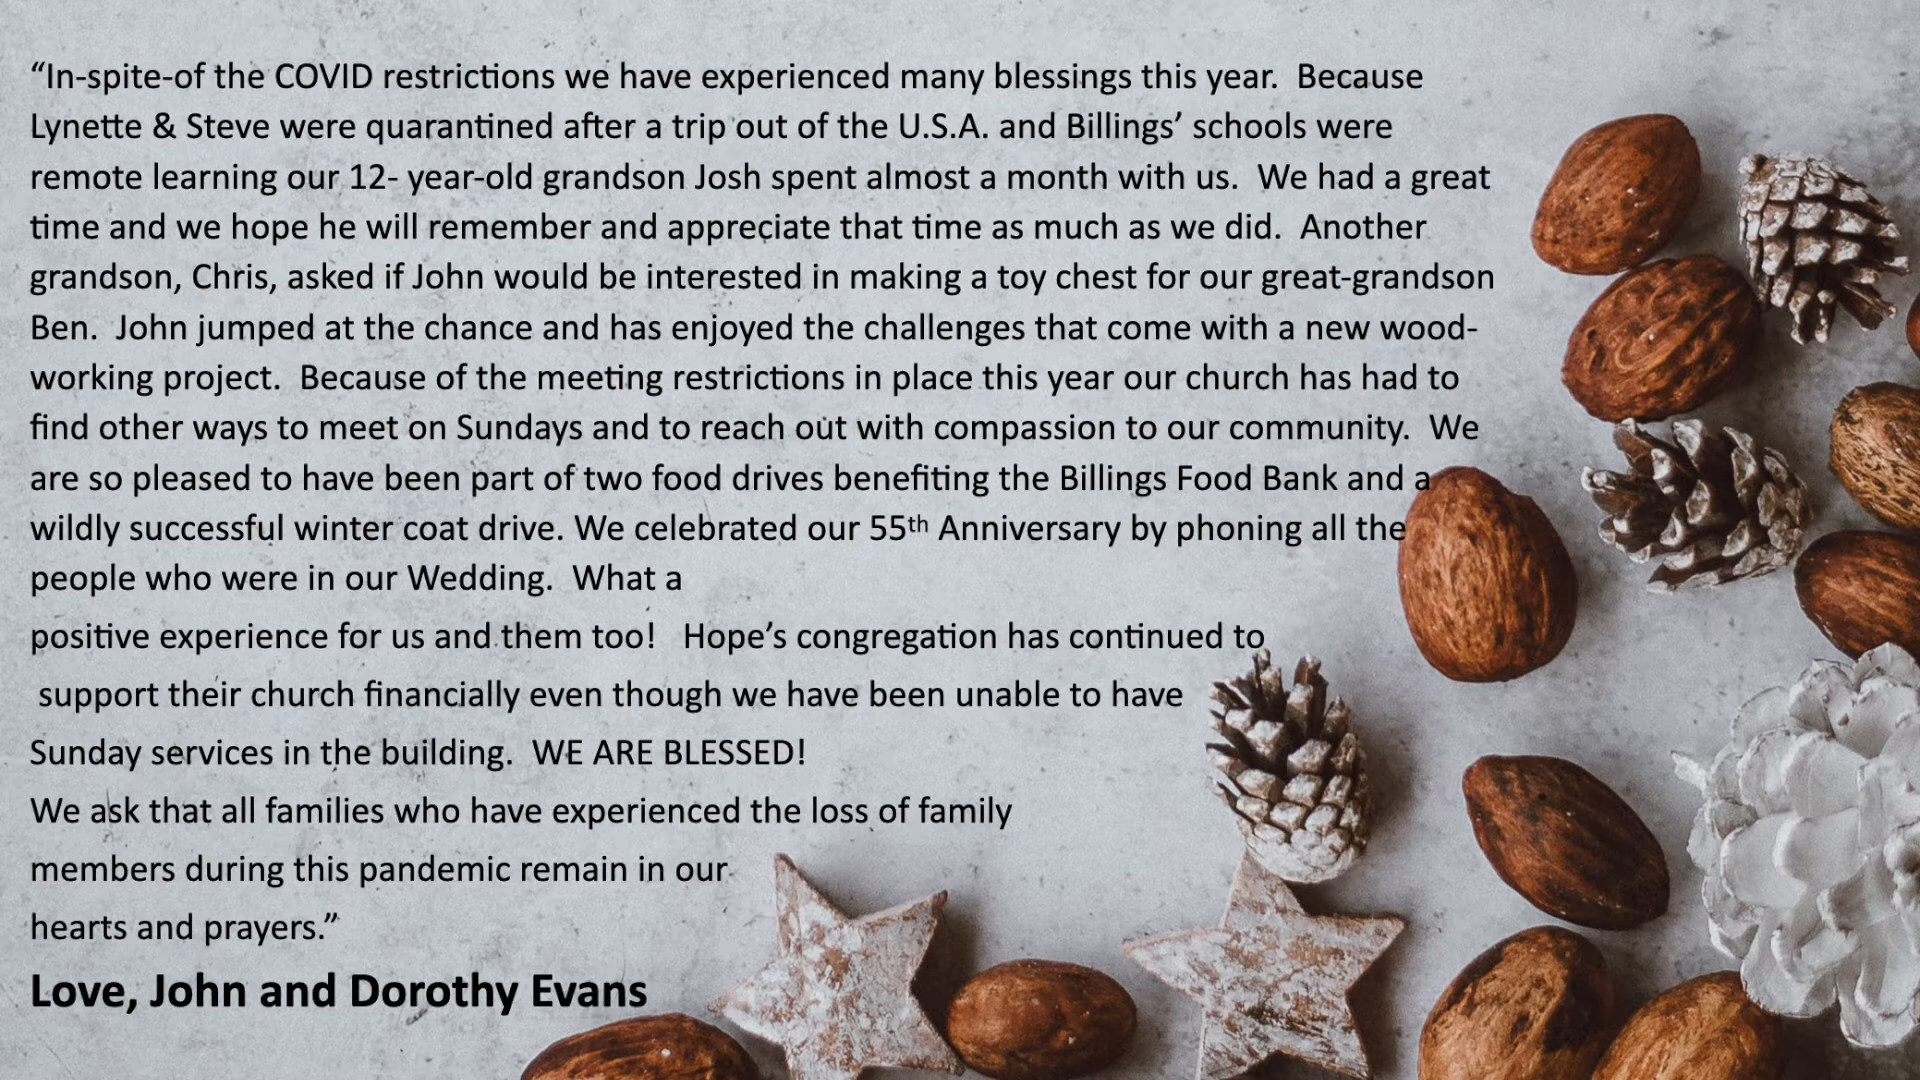 “In-spite-of the COVID restrictions we have experienced many blessings this year.  Because
Lynette & Steve were quarantined after a trip out of the U.S.A. and Billings’ schools were
remote learning our 12- year-old grandson Josh spent almost a month with us.  We had a great
time and we hope he will remember and appreciate that time as much as we did.  Another
grandson, Chris, asked if John would be interested in making a toy chest for our great-grandson
Ben.  John jumped at the chance and has enjoyed the challenges that come with a new wood-
working project.  Because of the meeting restrictions in place this year our church has had to
find other ways to meet on Sundays and to reach out with compassion to our community.  We
are so pleased to have been part of two food drives benefiting the Billings Food Bank and a
wildly successful winter coat drive. We celebrated our 55th Anniversary by phoning all the
people who were in our Wedding.  What a
positive experience for us and them too!   Hope’s congregation has continued to
support their church financially even though we have been unable to have
Sunday services in the building.  WE ARE BLESSED!
We ask that all families who have experienced the loss of family
members during this pandemic remain in our
hearts and prayers.”
Love, John and Dorothy Evans